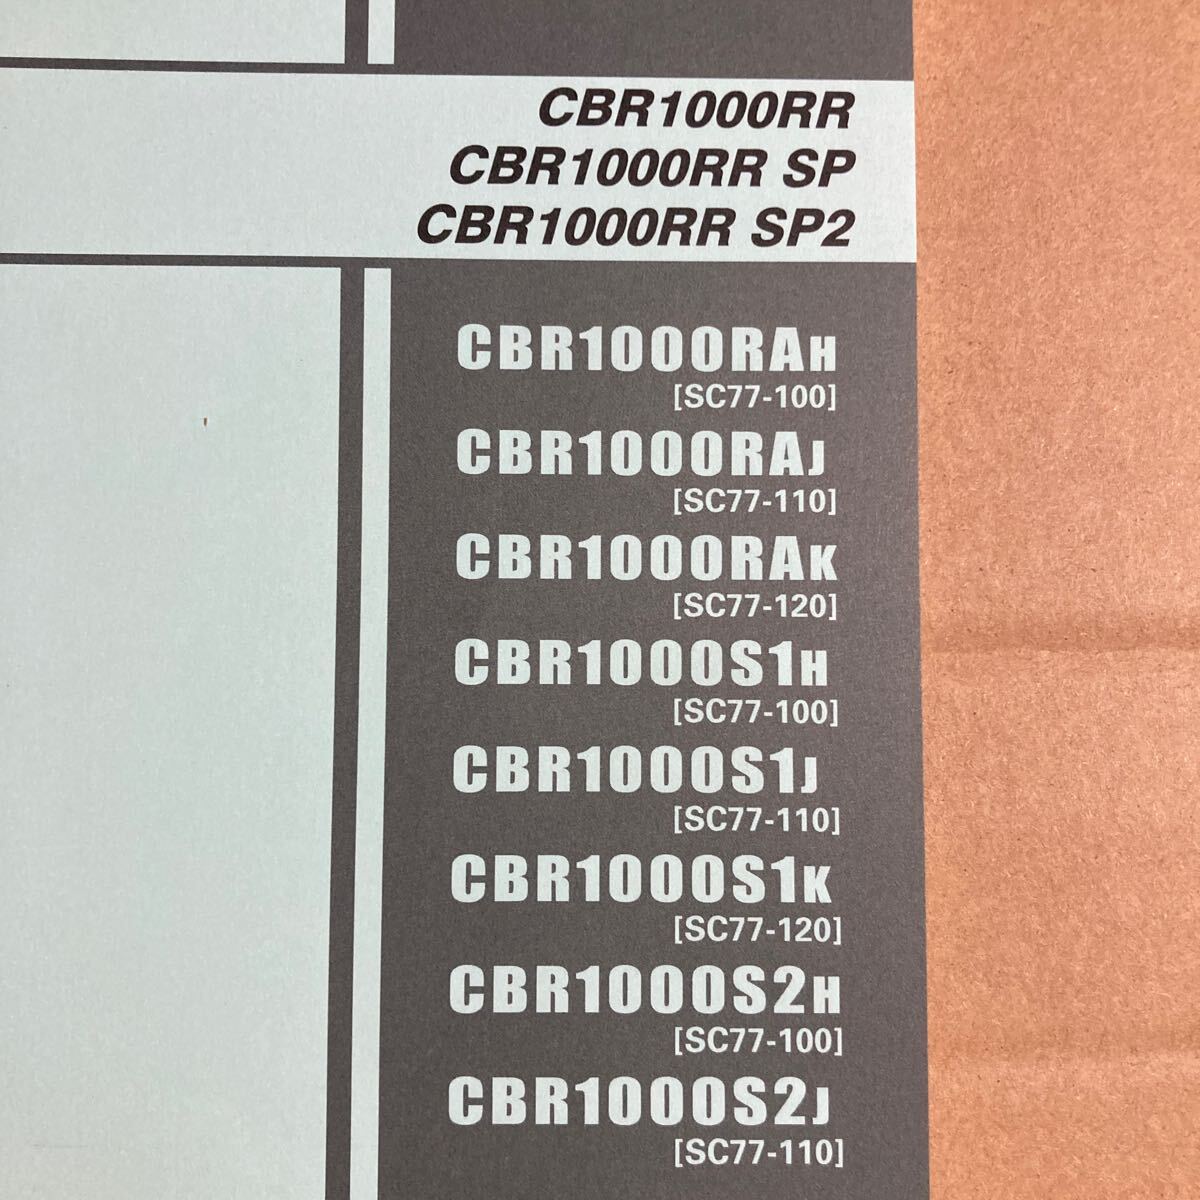 CBR1000RR
CBR1000RR SP
CBR1000RR SP2
CBR1000RAH
[SC77-100]
CBR1000RAJ
[SC77-110]
CBR1000RAK
[SC77-120]
CBR1000S1H
[SC77-100]
CBR1000S1J
[SC77-110]
CBR1000S1K
[SC77-120]
CBR1000S2H
[SC77-100]
CBR1000S2J
[SC77-110]